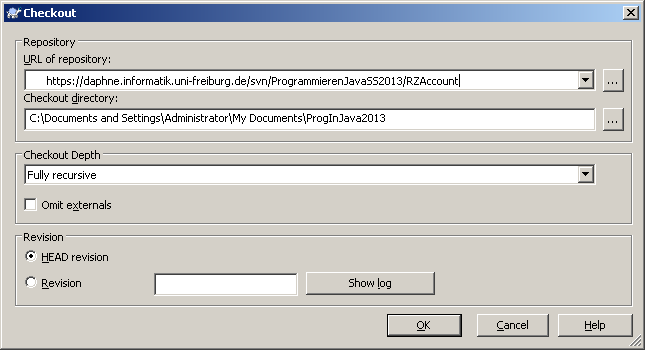 Checkout
Repository
URL of repository:
https://daphne.informatik.uni-freiburg.de/svn/ProgrammierenJavaSS2013/RZAccount
...
Checkout directory:
C:\Documents and Settings\Administrator\My Documents\ProgInJava2013
...
Checkout Depth
Fully recursive
Omit externals
Revision
HEAD revision
Revision
Show log
OK Cancel Help